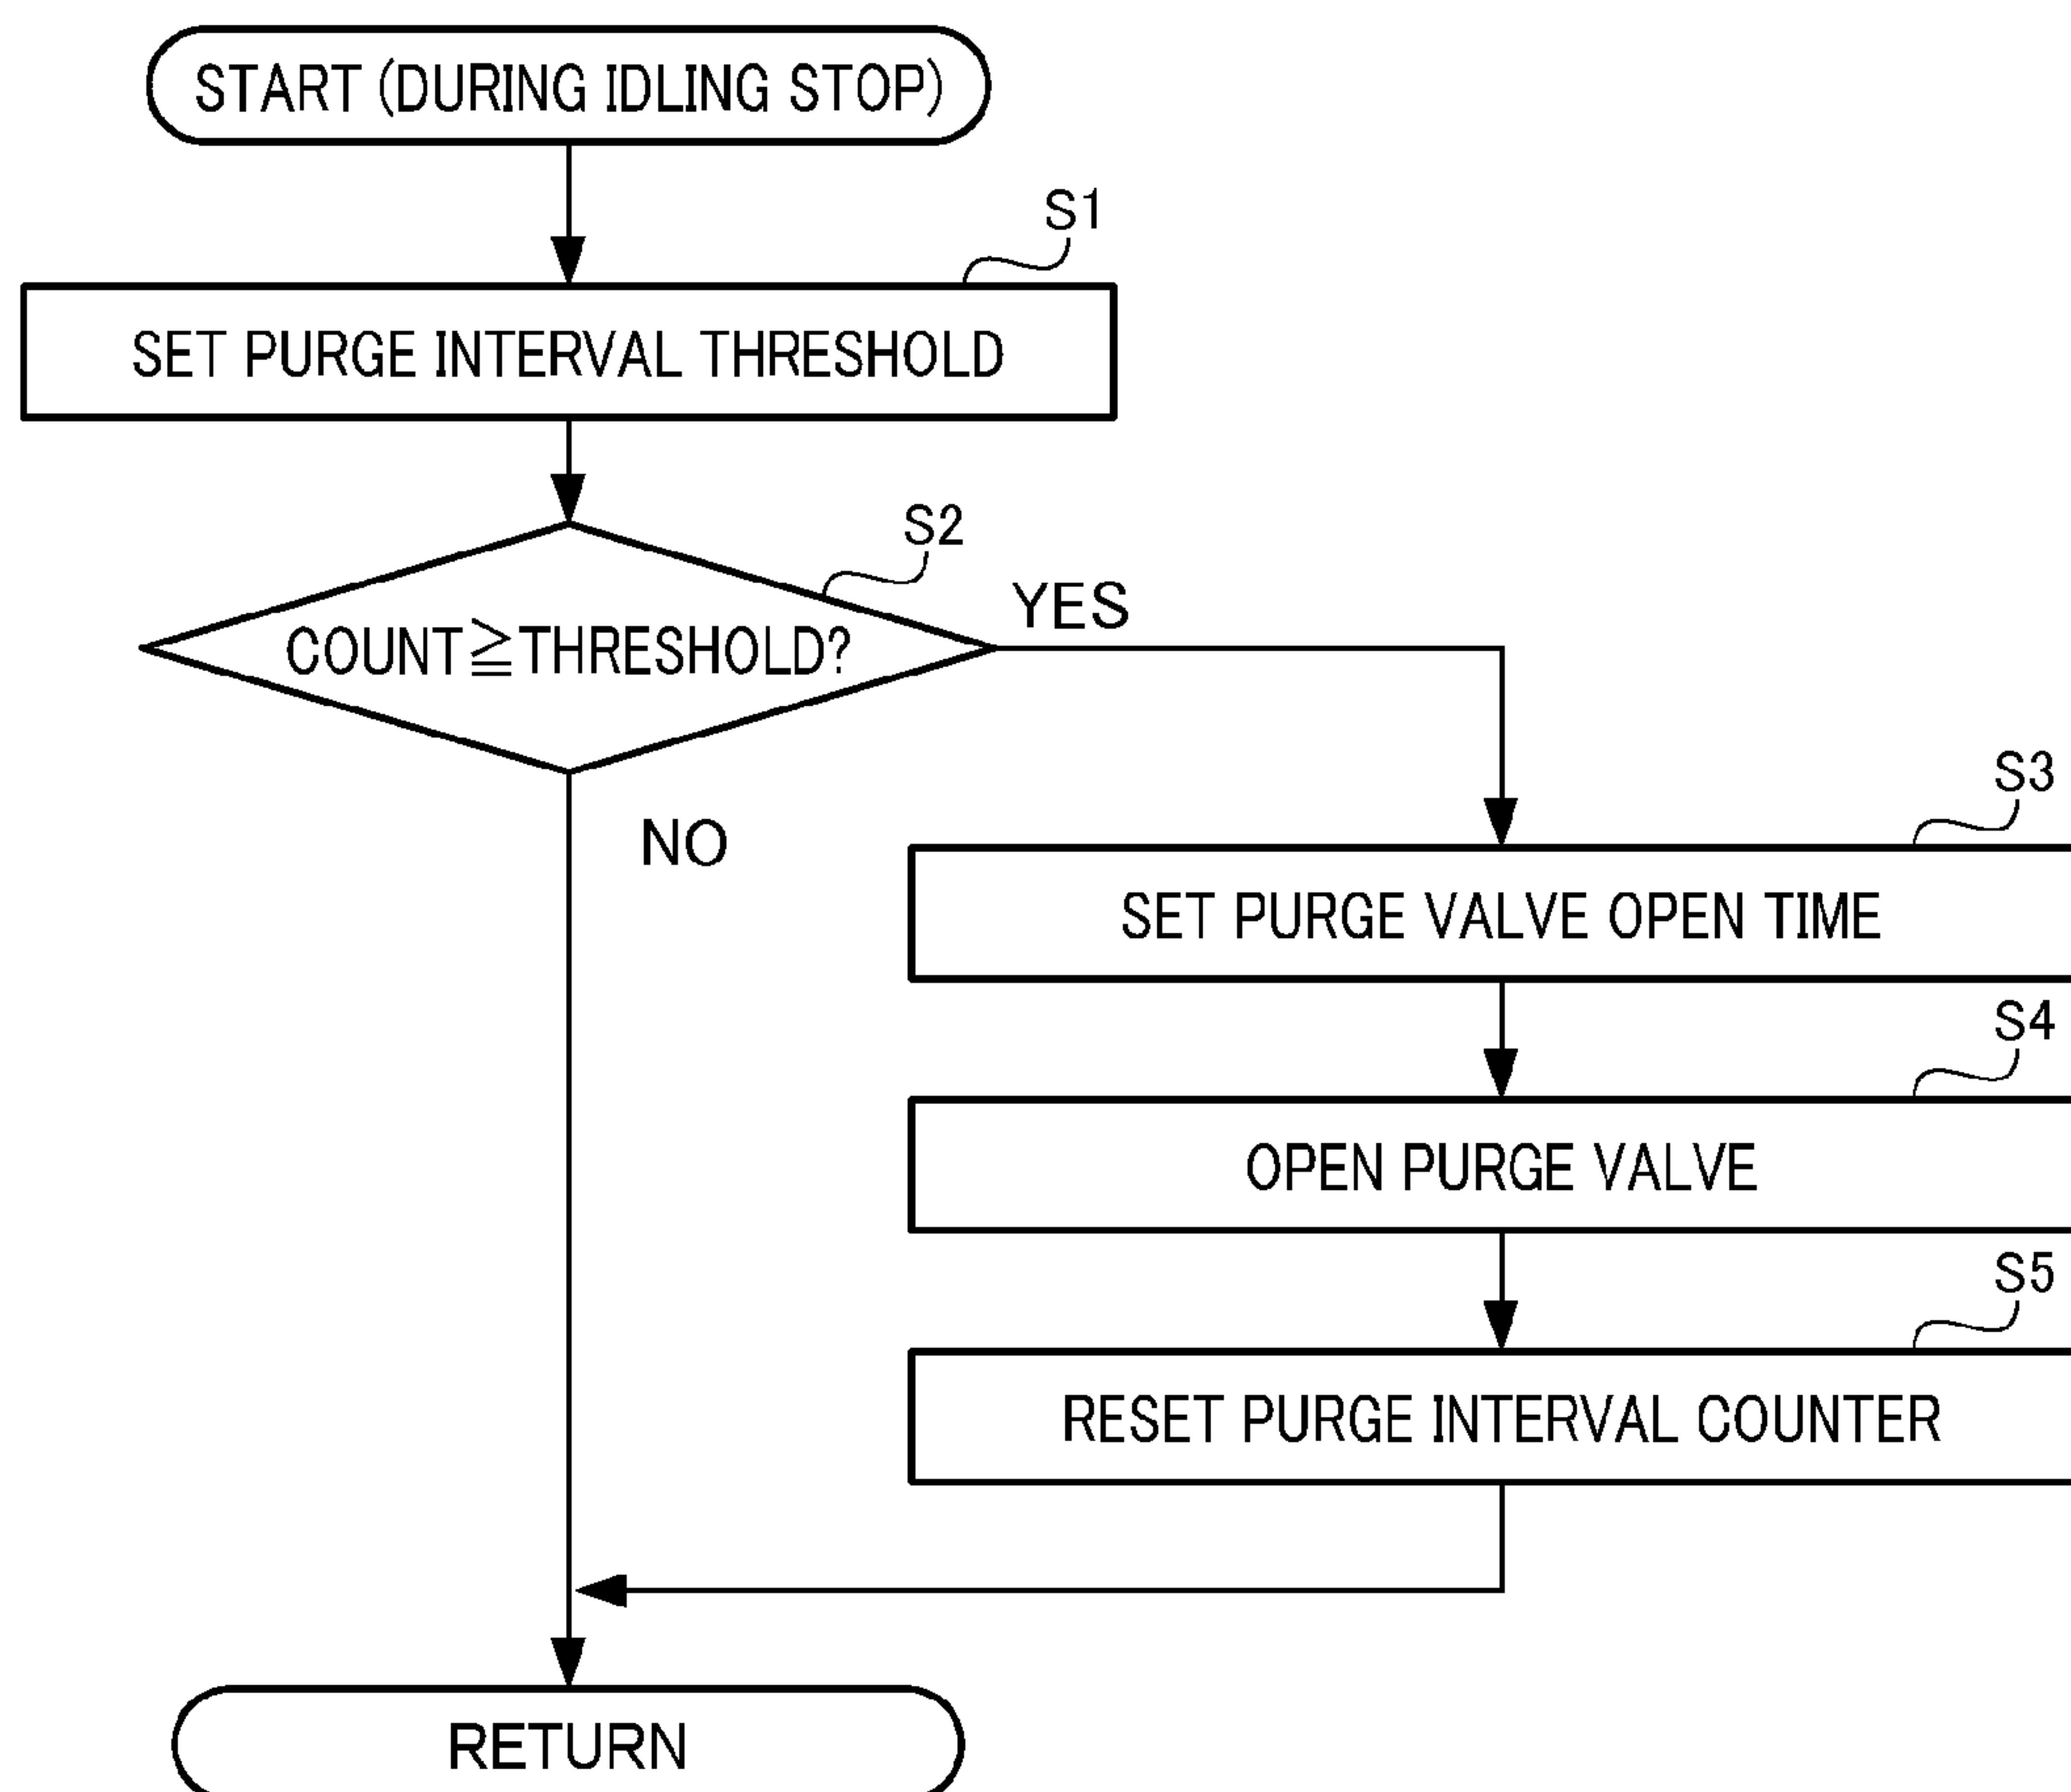 START (DURING IDLING STOP)
S1
SET PURGE INTERVAL THRESHOLD
S2
COUNT≧THRESHOLD?
YES
NO
S3
SET PURGE VALVE OPEN TIME
S4
OPEN PURGE VALVE
S5
RESET PURGE INTERVAL COUNTER
RETURN